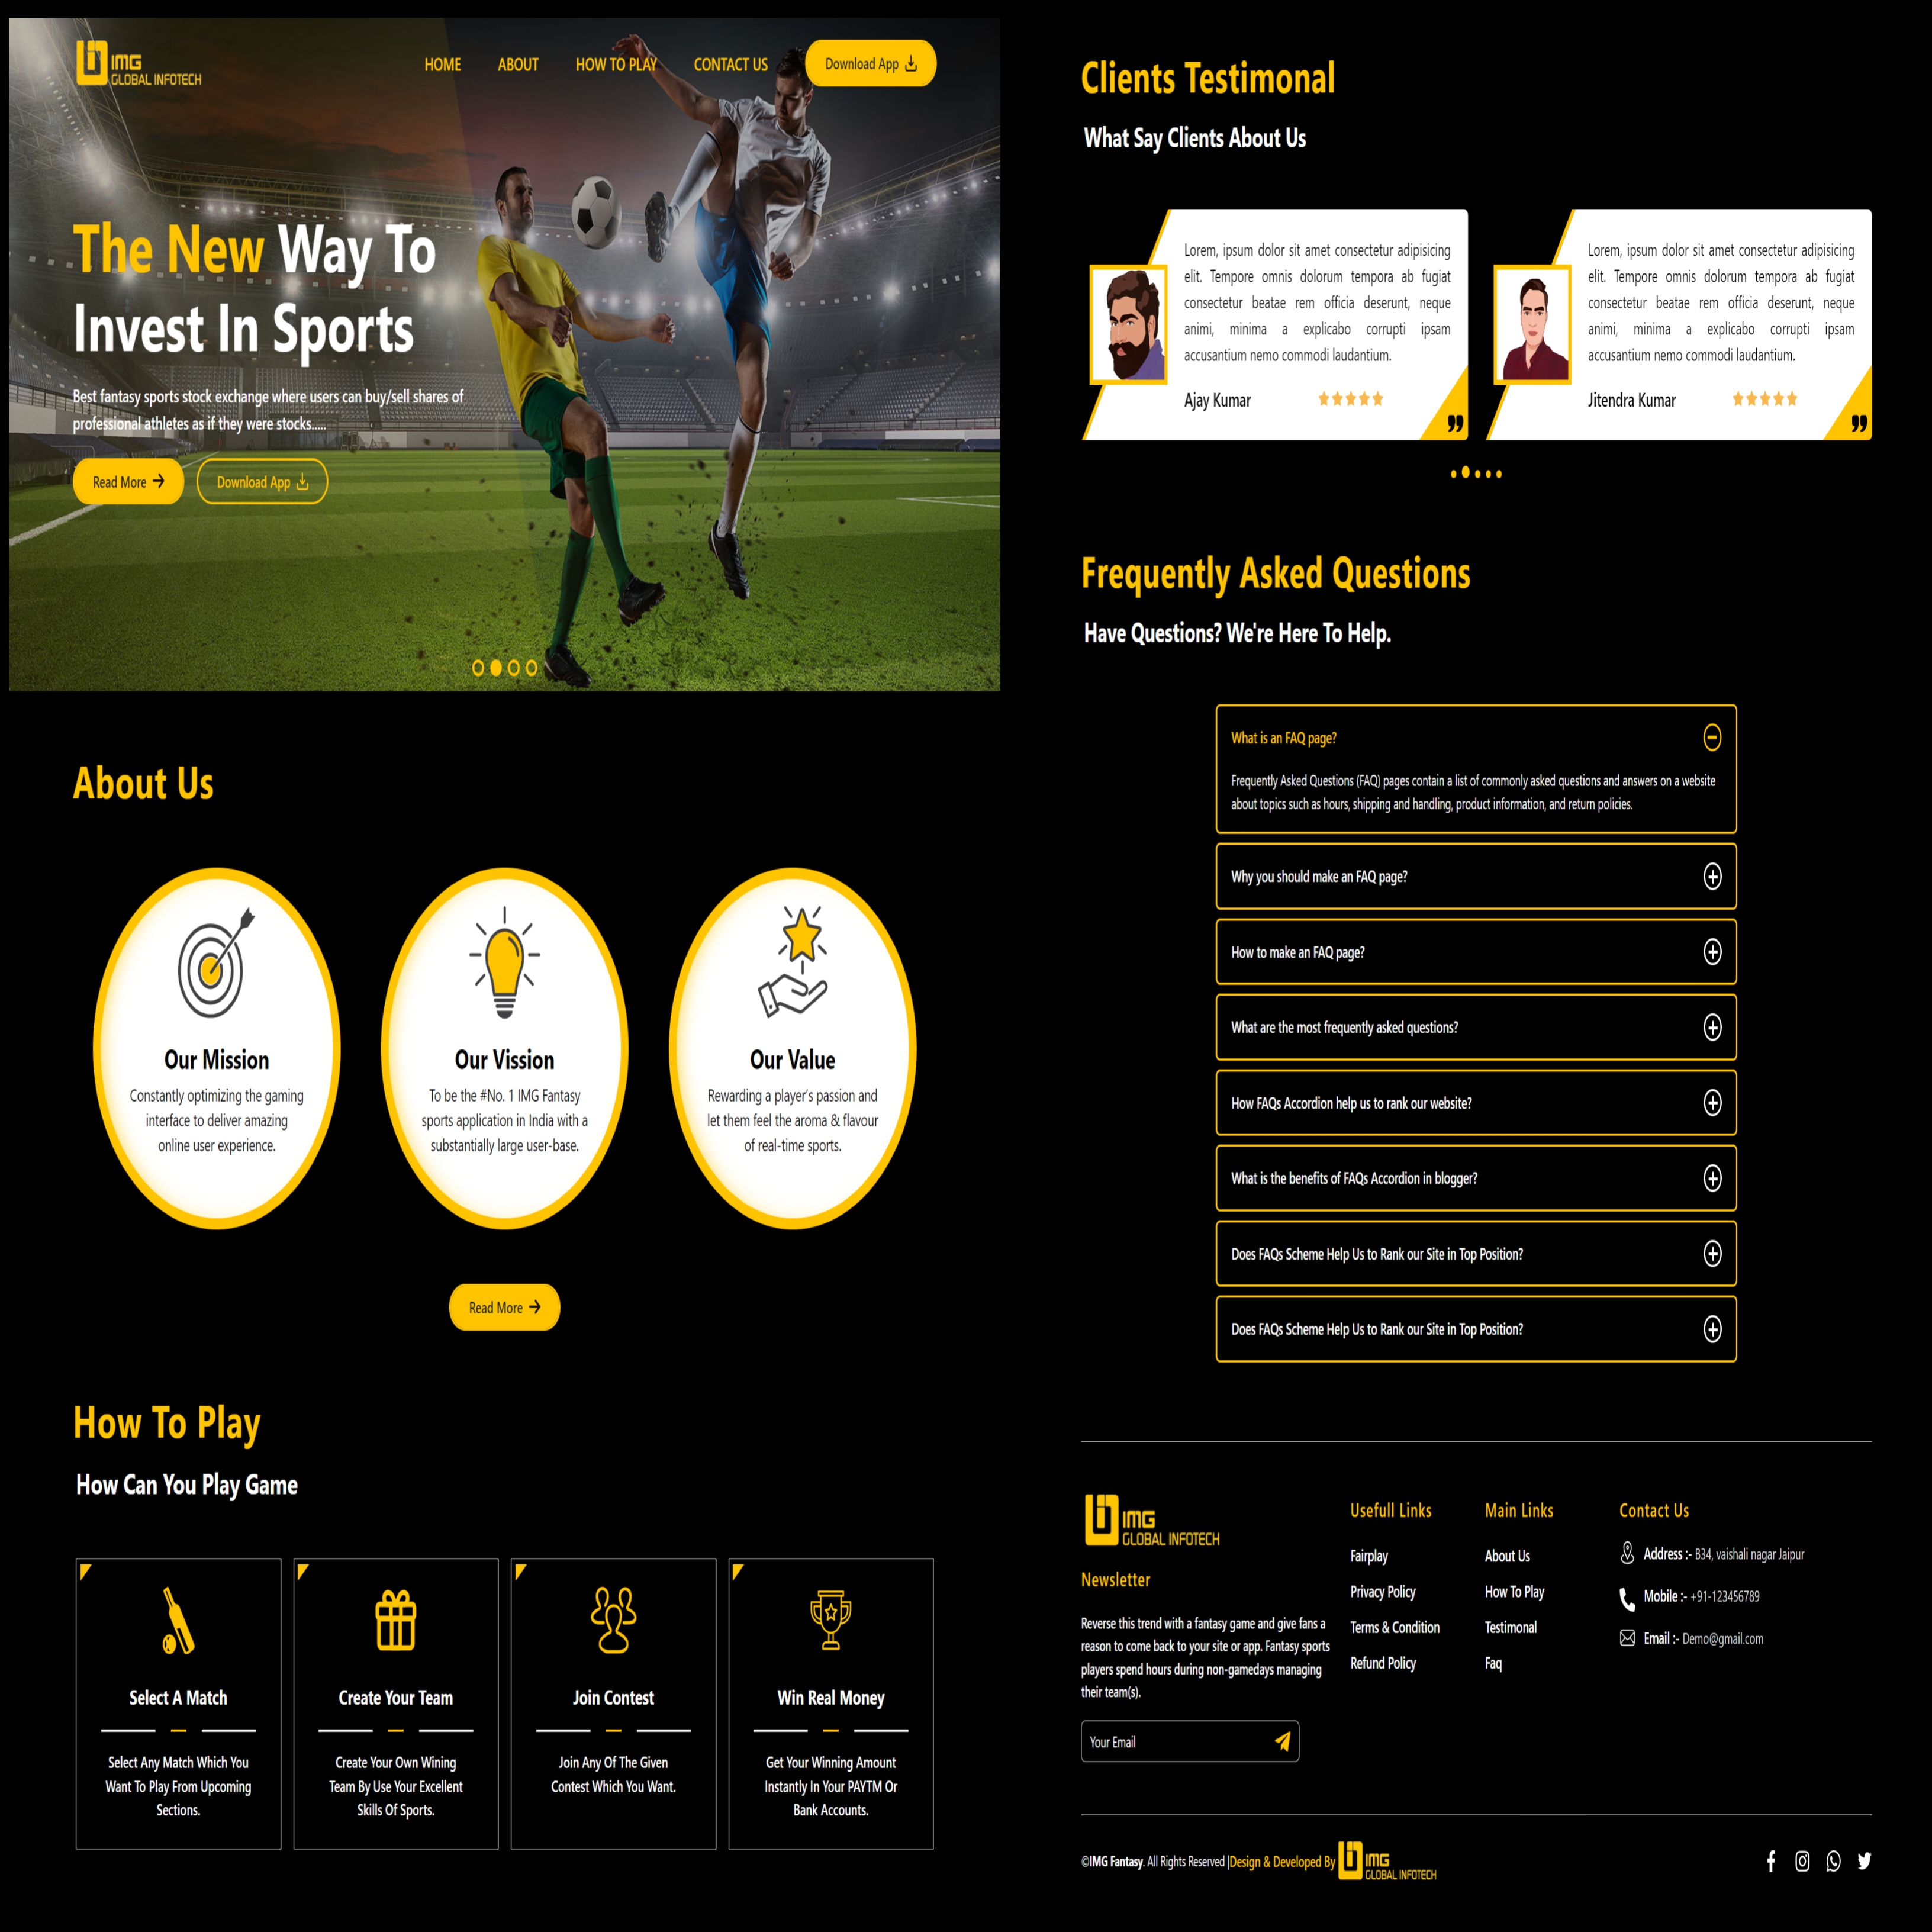 IMG
GLOBAL INFOTECH
HOME ABOUT HOW TO PLAY CONTACT US Download App
The New Way To
Invest In Sports
Best fantasy sports stock exchange where users can buy/sell shares of
professional athletes as if they were stocks.....
Read More Download App
About Us
Our Mission
Constantly optimizing the gaming
interface to deliver amazing
online user experience.
Our Vission
To be the #No. 1 IMG Fantasy
sports application in India with a
substantially large user-base.
Our Value
Rewarding a player's passion and
let them feel the aroma & flavour
of real-time sports.
Read More
How To Play
How Can You Play Game
Select A Match
Select Any Match Which You
Want To Play From Upcoming
Sections.
Create Your Team
Create Your Own Wining
Team By Use Your Excellent
Skills Of Sports.
Join Contest
Join Any Of The Given
Contest Which You Want.
Win Real Money
Get Your Winning Amount
Instantly In Your PAYTM Or
Bank Accounts.
Clients Testimonal
What Say Clients About Us
Lorem, ipsum dolor sit amet consectetur adipisicing
elit. Tempore omnis dolorum tempora ab fugiat
consectetur beatae rem officia deserunt, neque
animi, minima a explicabo corrupti ipsam
accusantium nemo commodi laudantium.
Ajay Kumar
Lorem, ipsum dolor sit amet consectetur adipisicing
elit. Tempore omnis dolorum tempora ab fugiat
consectetur beatae rem officia deserunt, neque
animi, minima a explicabo corrupti ipsam
accusantium nemo commodi laudantium.
Jitendra Kumar
Frequently Asked Questions
Have Questions? We're Here To Help.
What is an FAQ page?
Frequently Asked Questions (FAQ) pages contain a list of commonly asked questions and answers on a website
about topics such as hours, shipping and handling, product information, and return policies.
Why you should make an FAQ page?
How to make an FAQ page?
What are the most frequently asked questions?
How FAQs Accordion help us to rank our website?
What is the benefits of FAQs Accordion in blogger?
Does FAQs Scheme Help Us to Rank our Site in Top Position?
Does FAQs Scheme Help Us to Rank our Site in Top Position?
IMG
GLOBAL INFOTECH
Newsletter
Reverse this trend with a fantasy game and give fans a
reason to come back to your site or app. Fantasy sports
players spend hours during non-gamedays managing
their team(s).
Your Email
Usefull Links
Fairplay
Privacy Policy
Terms & Condition
Refund Policy
Main Links
About Us
How To Play
Testimonal
Faq
Contact Us
Address :- B34, vaishali nagar Jaipur
Mobile :- +91-123456789
Email :- Demo@gmail.com
©IMG Fantasy. All Rights Reserved |Design & Developed By IMG
GLOBAL INFOTECH